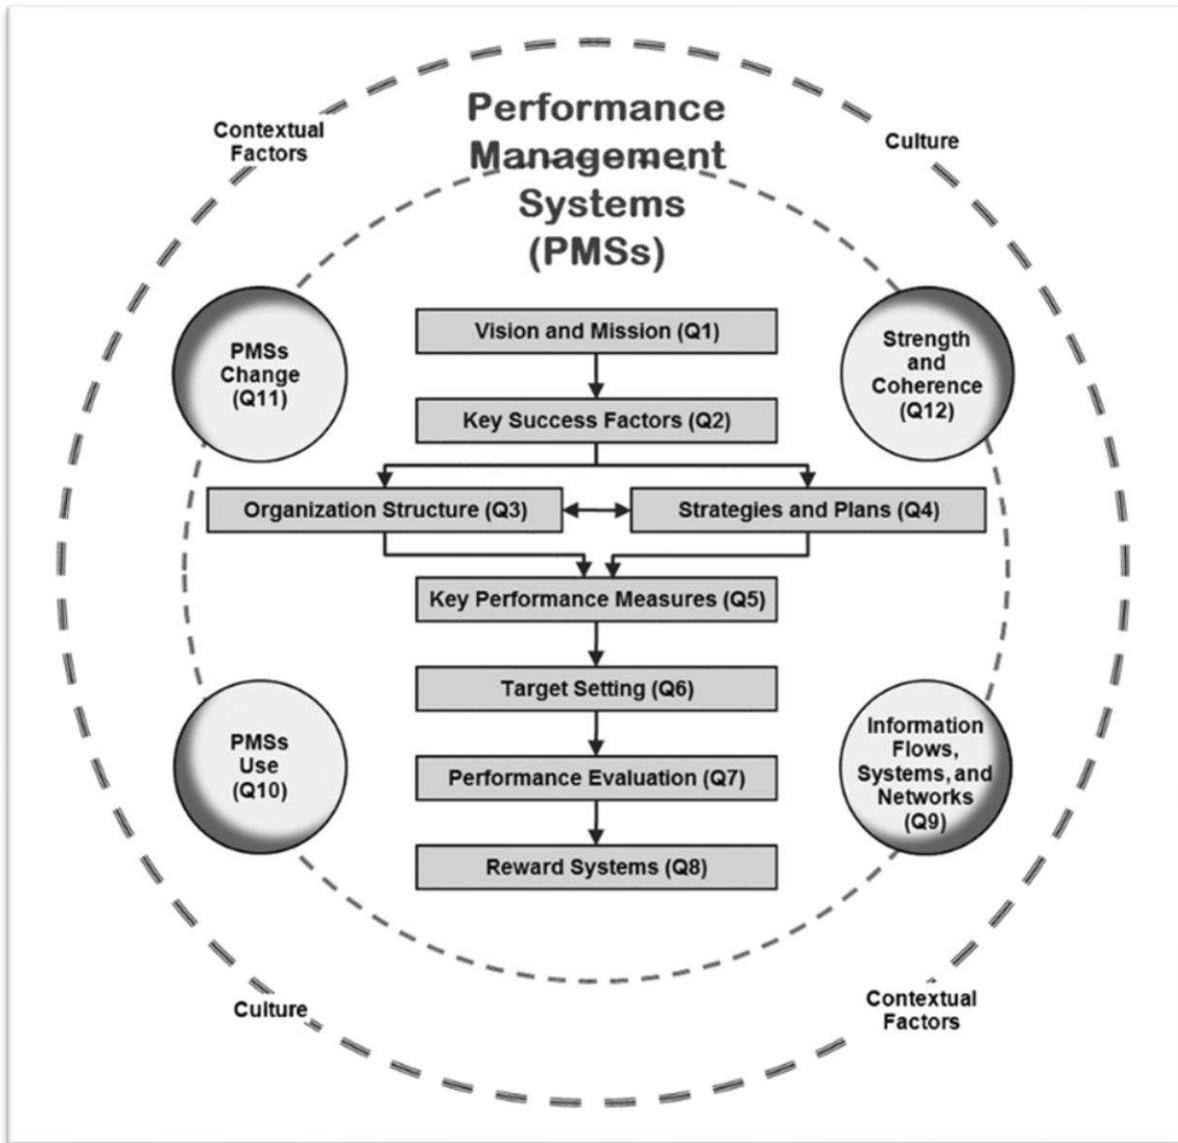 Performance
Management
Systems
(PMSs)
Contextual
Factors
Culture
PMSs
Change
(Q11)
Vision and Mission (Q1)
Strength
and
Coherence
(Q12)
Key Success Factors (Q2)
Organization Structure (Q3)
Strategies and Plans (Q4)
Key Performance Measures (Q5)
Target Setting (Q6)
PMSs
Use
(Q10)
Performance Evaluation (Q7)
Information
Flows,
Systems, and
Networks
(Q9)
Reward Systems (Q8)
Culture
Contextual
Factors